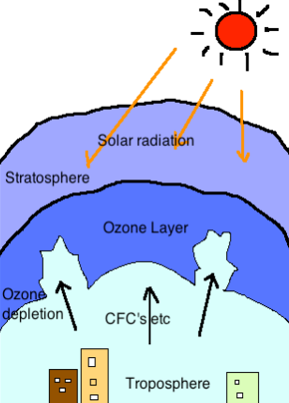 Solar radiation
Stratosphere
Ozone Layer
Ozone
depletion
CFC's etc
Troposphere